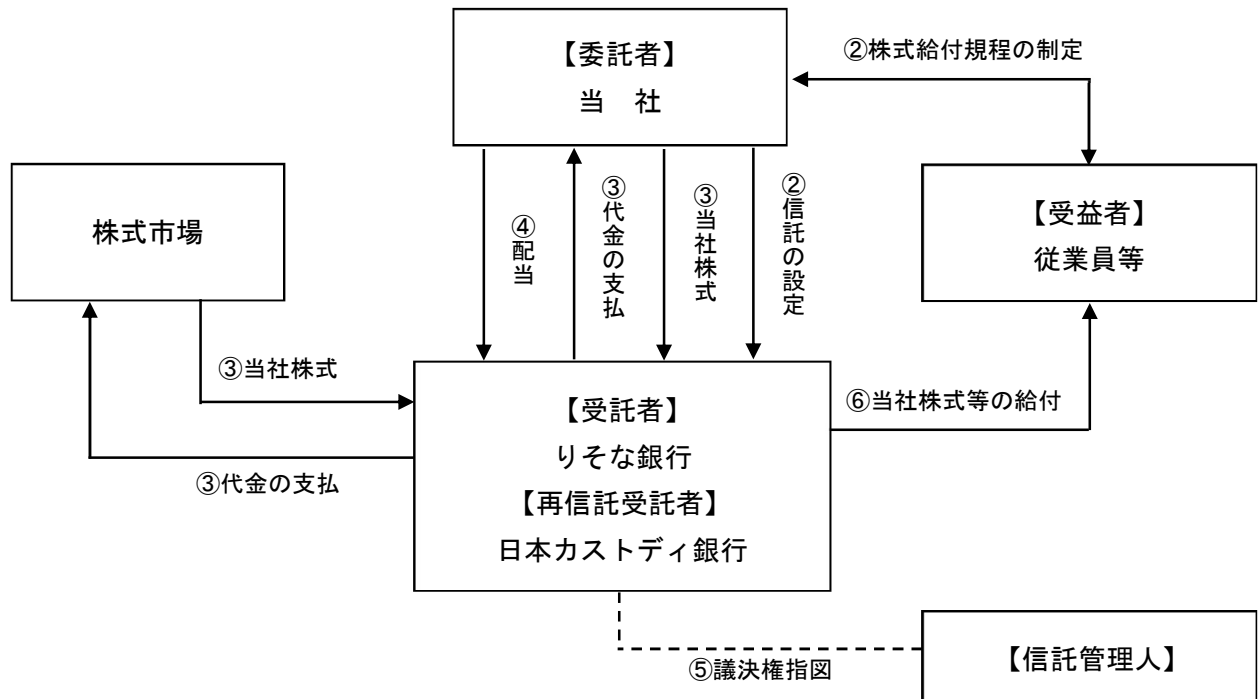 【委託者】
当　社
②株式給付規程の制定
株式市場
【受益者】
従業員等
④配当
③代金の支払
③当社株式
②信託の設定
③当社株式
③代金の支払
【受託者】
りそな銀行
【再信託受託者】
日本カストディ銀行
⑥当社株式等の給付
⑤議決権指図
【信託管理人】